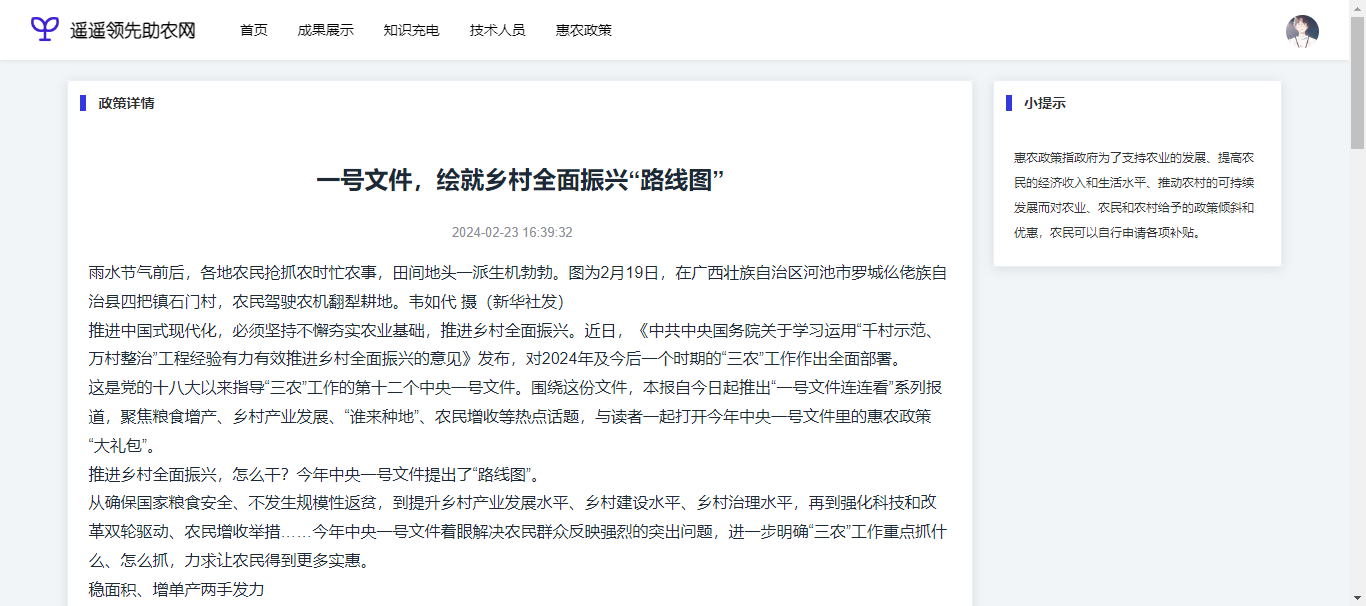 遥遥领先助农网
首页 成果展示 知识充电 技术人员 惠农政策
政策详情
一号文件，绘就乡村全面振兴“路线图”
2024-02-23 16:39:32
雨水节气前后，各地农民抢抓农时忙农事，田间地头一派生机勃勃。图为2月19日，在广西壮族自治区河池市罗城仫佬族自
治县四把镇石门村，农民驾驶农机翻犁耕地。韦如代 摄（新华社发）
推进中国式现代化，必须坚持不懈夯实农业基础，推进乡村全面振兴。近日，《中共中央国务院关于学习运用“千村示范、
万村整治”工程经验有力有效推进乡村全面振兴的意见》发布，对2024年及今后一个时期的“三农”工作作出全面部署。
这是党的十八大以来指导“三农”工作的第十二个中央一号文件。围绕这份文件，本报自今日起推出“一号文件连连看”系列报
道，聚焦粮食增产、乡村产业发展、“谁来种地”、农民增收等热点话题，与读者一起打开今年中央一号文件里的惠农政策
“大礼包”。
推进乡村全面振兴，怎么干？今年中央一号文件提出了“路线图”。
从确保国家粮食安全、不发生规模性返贫，到提升乡村产业发展水平、乡村建设水平、乡村治理水平，再到强化科技和改
革双轮驱动、农民增收举措……今年中央一号文件着眼解决农民群众反映强烈的突出问题，进一步明确“三农”工作重点抓什
么、怎么抓，力求让农民得到更多实惠。
稳面积、增单产两手发力
小提示
惠农政策指政府为了支持农业的发展、提高农
民的经济收入和生活水平、推动农村的可持续
发展而对农业、农民和农村给予的政策倾斜和
优惠，农民可以自行申请各项补贴。